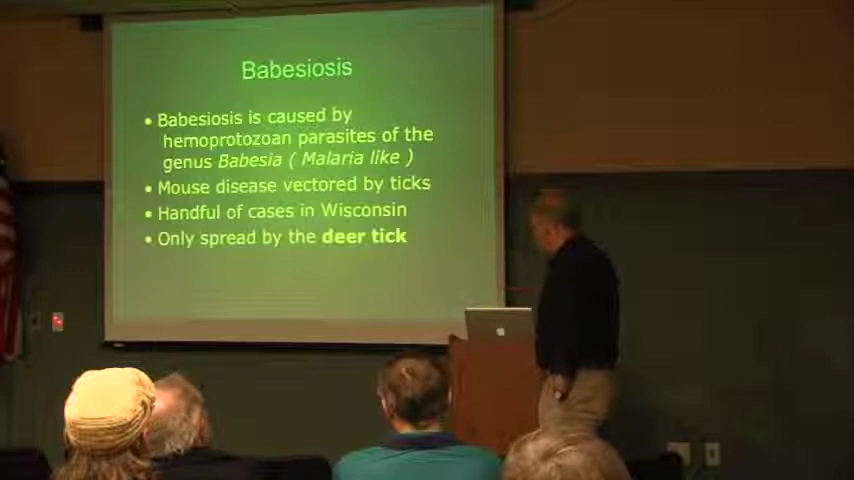 Babesiosis
• Babesiosis is caused by
hemoprotozoan parasites of the
genus Babesia ( Malaria like )
• Mouse disease vectored by ticks
• Handful of cases in Wisconsin
• Only spread by the deer tick